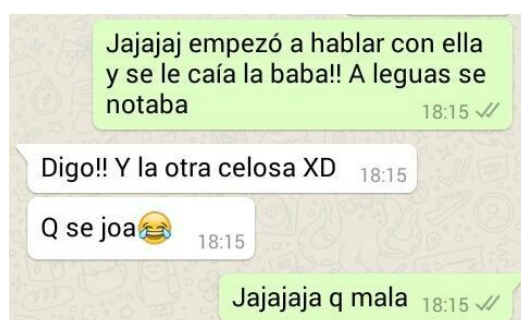 Jajajaj empezó a hablar con ella
y se le caía la baba!! A leguas se
notaba
18:15
Digo!! Y la otra celosa XD 18:15
Q se joa😂 18:15
Jajajaja q mala 18:15